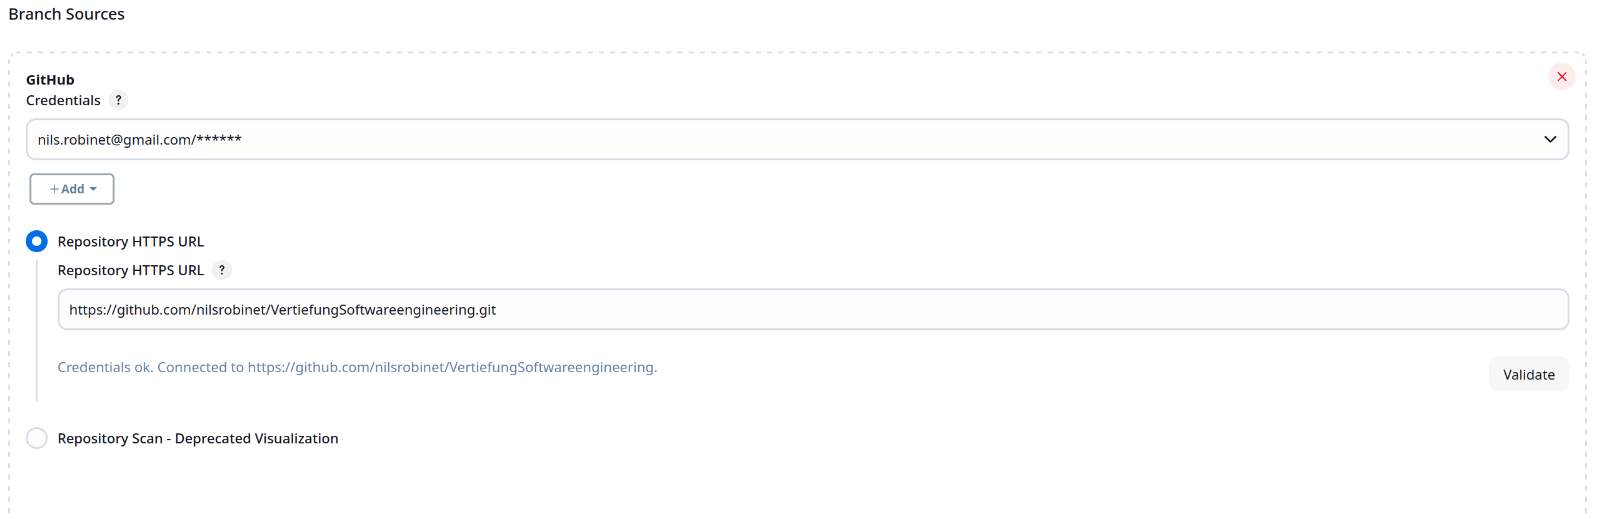 Branch Sources
GitHub
Credentials ?
nils.robinet@gmail.com/******
+Add
Repository HTTPS URL
Repository HTTPS URL ?
https://github.com/nilsrobinet/VertiefungSoftwareengineering.git
Credentials ok. Connected to https://github.com/nilsrobinet/VertiefungSoftwareengineering.
Validate
Repository Scan - Deprecated Visualization